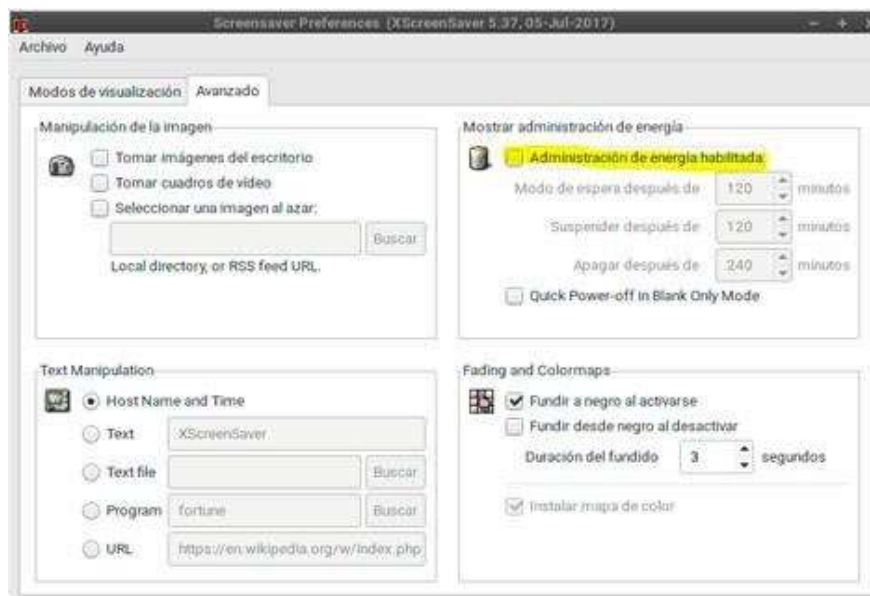 Screensaver Preferences (XScreenSaver 5.37, 05-Jul-2017)
Archivo Ayuda
Modos de visualización Avanzado
Manipulación de la imagen
Tomar imágenes del escritorio
Tomar cuadros de vídeo
Seleccionar una imagen al azar:
Buscar
Local directory, or RSS feed URL.
Mostrar administración de energía
Administración de energía habilitada
Modo de espera después de 120 minutos
Suspender después de 120 minutos
Apagar después de 240 minutos
Quick Power-off in Blank Only Mode
Text Manipulation
Host Name and Time
Text XScreenSaver
Text file Buscar
Program fortune Buscar
URL https://en.wikipedia.org/w/index.php
Fading and Colormaps
Fundir a negro al activarse
Fundir desde negro al desactivar
Duración del fundido 3 segundos
Instalar mapa de color